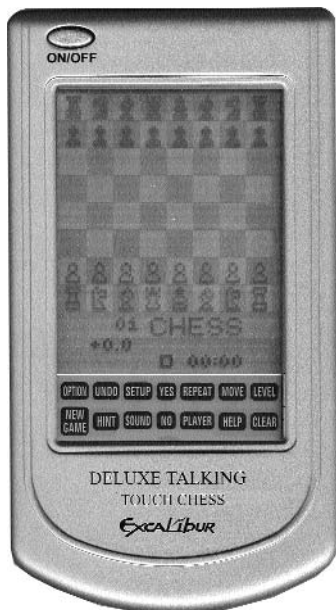 ON/OFF
01 CHESS
+0.0
00:00
OPTION UNDO SETUP YES REPEAT MOVE LEVEL
NEW GAME HINT SOUND NO PLAYER HELP CLEAR
DELUXE TALKING
TOUCH CHESS
EXCALIBUR